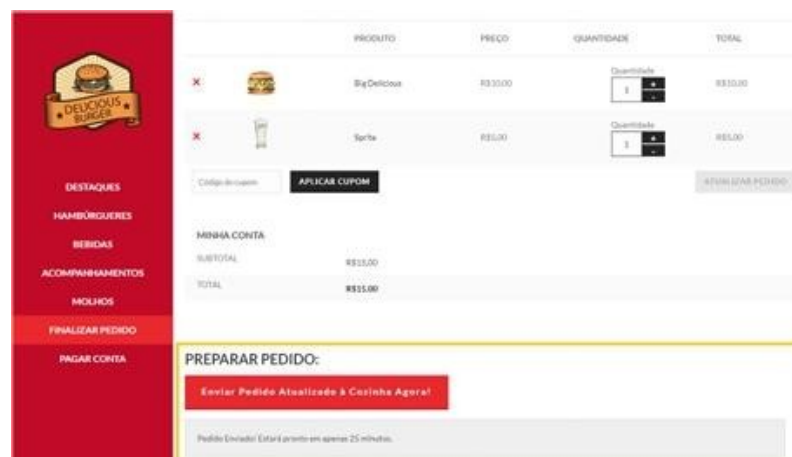 DELICIOUS
BURGER
DESTAQUES
HAMBÚRGUERES
BEBIDAS
ACOMPANHAMENTOS
MOLHOS
FINALIZAR PEDIDO
PAGAR CONTA
PRODUTO PREÇO QUANTIDADE TOTAL
Big Delicious R$10,00 Quantidade 1 + - R$10,00
Sprite R$5,00 Quantidade 1 + - R$5,00
Código de cupom APLICAR CUPOM ATUALIZAR PEDIDO
MINHA CONTA
SUBTOTAL R$15,00
TOTAL R$15,00
PREPARAR PEDIDO:
Enviar Pedido Atualizado à Cozinha Agora!
Pedido Enviado! Estará pronto em apenas 25 minutos.